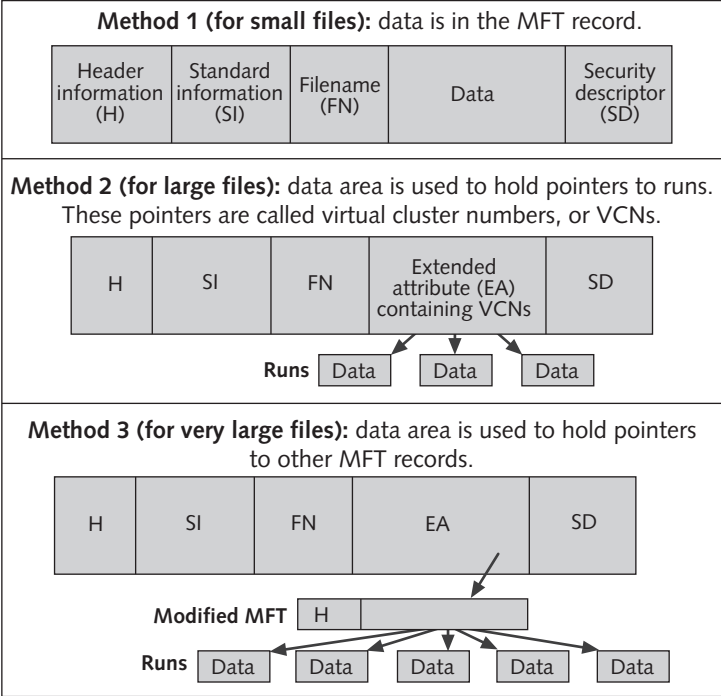 Method 1 (for small files): data is in the MFT record.
Header
information
(H)
Standard
information
(SI)
Filename
(FN)
Data
Security
descriptor
(SD)
Method 2 (for large files): data area is used to hold pointers to runs.
These pointers are called virtual cluster numbers, or VCNs.
H
SI
FN
Extended
attribute (EA)
containing VCNs
SD
Runs Data Data Data
Method 3 (for very large files): data area is used to hold pointers
to other MFT records.
H
SI
FN
EA
SD
Modified MFT H
Runs Data Data Data Data Data